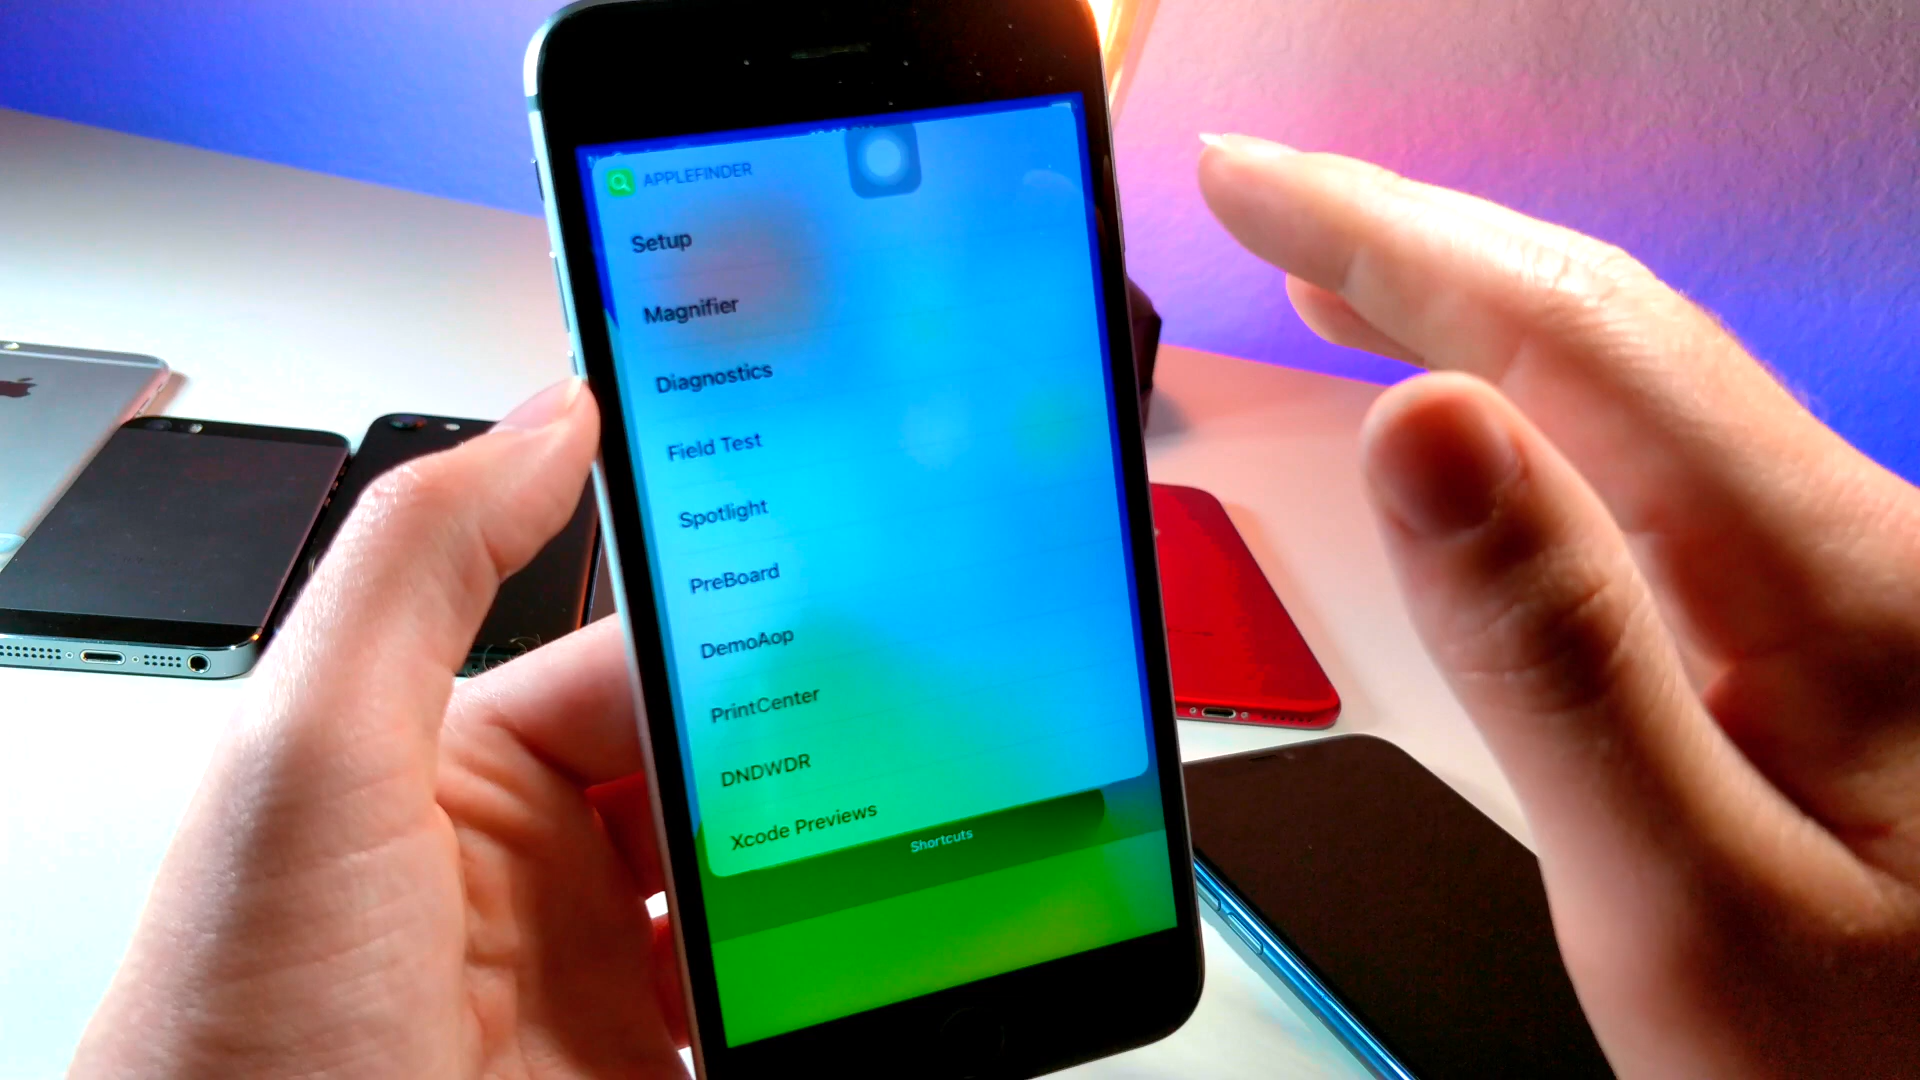 APPLEFINDER
Setup
Magnifier
Diagnostics
Field Test
Spotlight
PreBoard
DemoAop
PrintCenter
DNDWDR
Xcode Previews
Shortcuts